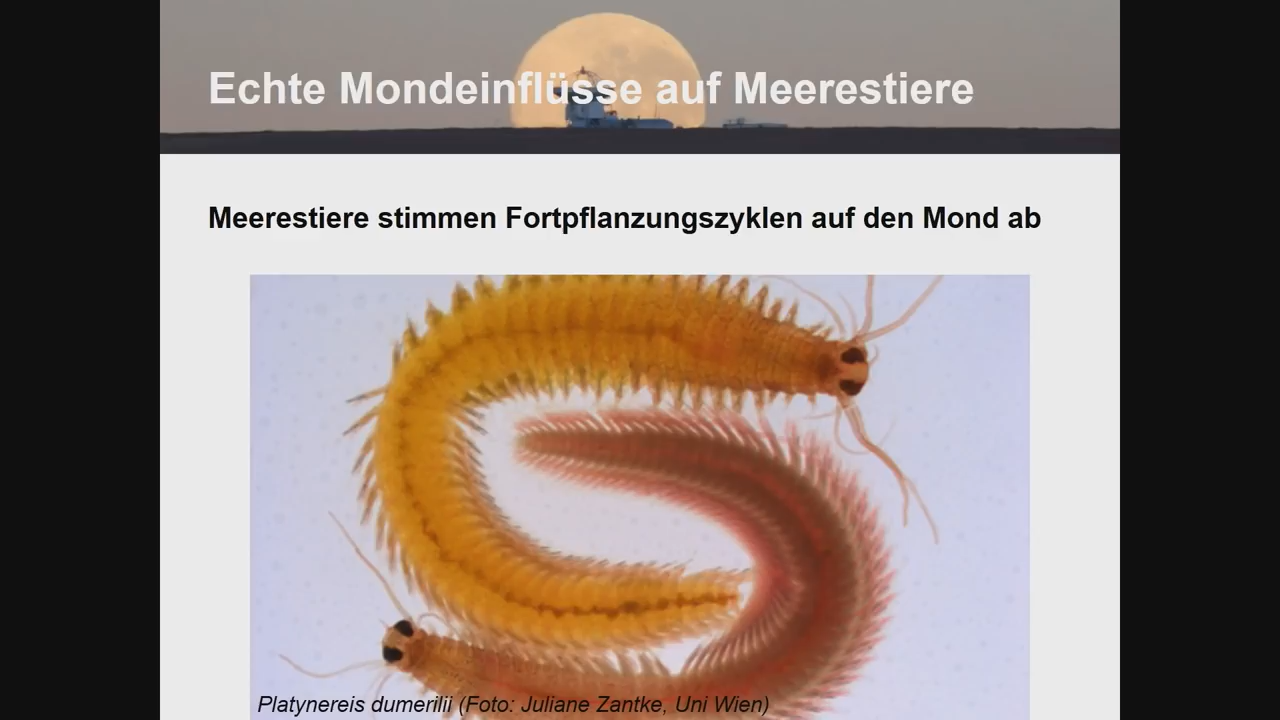 Echte Mondeinflüsse auf Meerestiere
Meerestiere stimmen Fortpflanzungszyklen auf den Mond ab
Platynereis dumerilii (Foto: Juliane Zantke, Uni Wien)